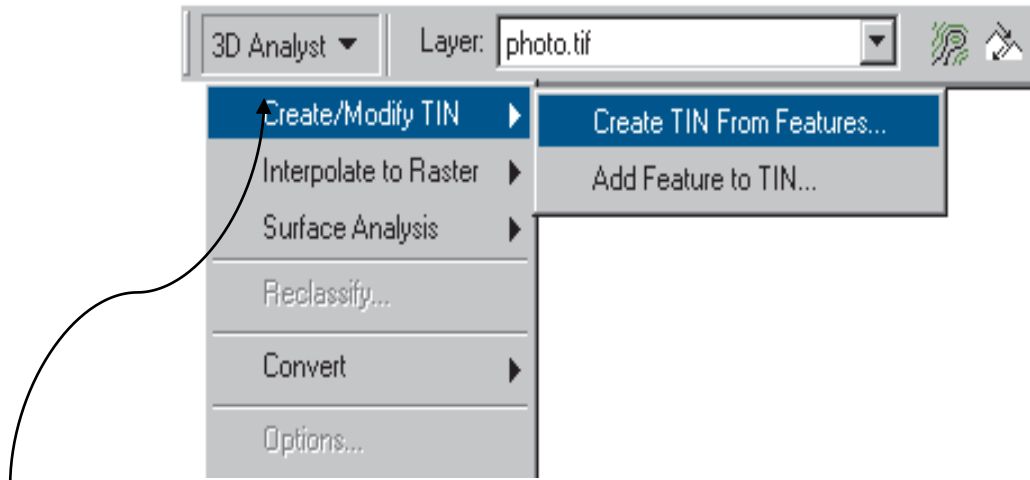 3D Analyst Layer: photo.tif
Create/Modify TIN Create TIN From Features...
Interpolate to Raster Add Feature to TIN...
Surface Analysis
Reclassify...
Convert
Options...